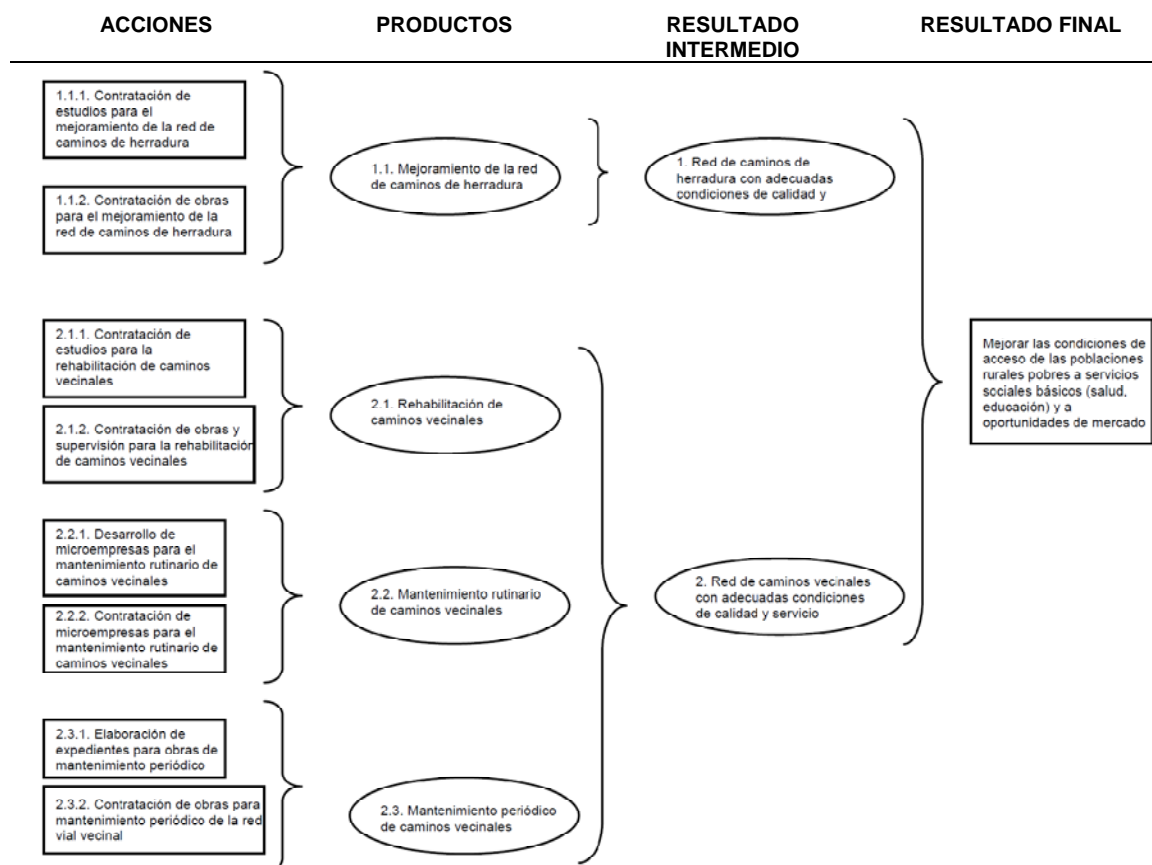 ACCIONES
PRODUCTOS
RESULTADO
INTERMEDIO
RESULTADO FINAL
1.1.1. Contratación de
estudios para el
mejoramiento de la red de
caminos de herradura
1.1.2. Contratación de obras
para el mejoramiento de la
red de caminos de herradura
1.1. Mejoramiento de la red
de caminos de herradura
1. Red de caminos de
herradura con adecuadas
condiciones de calidad y
2.1.1. Contratación de
estudios para la
rehabilitación de caminos
vecinales
2.1.2. Contratación de obras y
supervisión para la rehabilitación
de caminos vecinales
2.1. Rehabilitación de
caminos vecinales
2.2.1. Desarrollo de
microempresas para el
mantenimiento rutinario de
caminos vecinales
2.2.2. Contratación de
microempresas para el
mantenimiento rutinario de
caminos vecinales
2.2. Mantenimiento rutinario
de caminos vecinales
2.3.1. Elaboración de
expedientes para obras de
mantenimiento periódico
2.3.2. Contratación de obras para
mantenimiento periódico de la red
vial vecinal
2.3. Mantenimiento periódico
de caminos vecinales
2. Red de caminos vecinales
con adecuadas condiciones
de calidad y servicio
Mejorar las condiciones de
acceso de las poblaciones
rurales pobres a servicios
sociales básicos (salud,
educación) y a
oportunidades de mercado